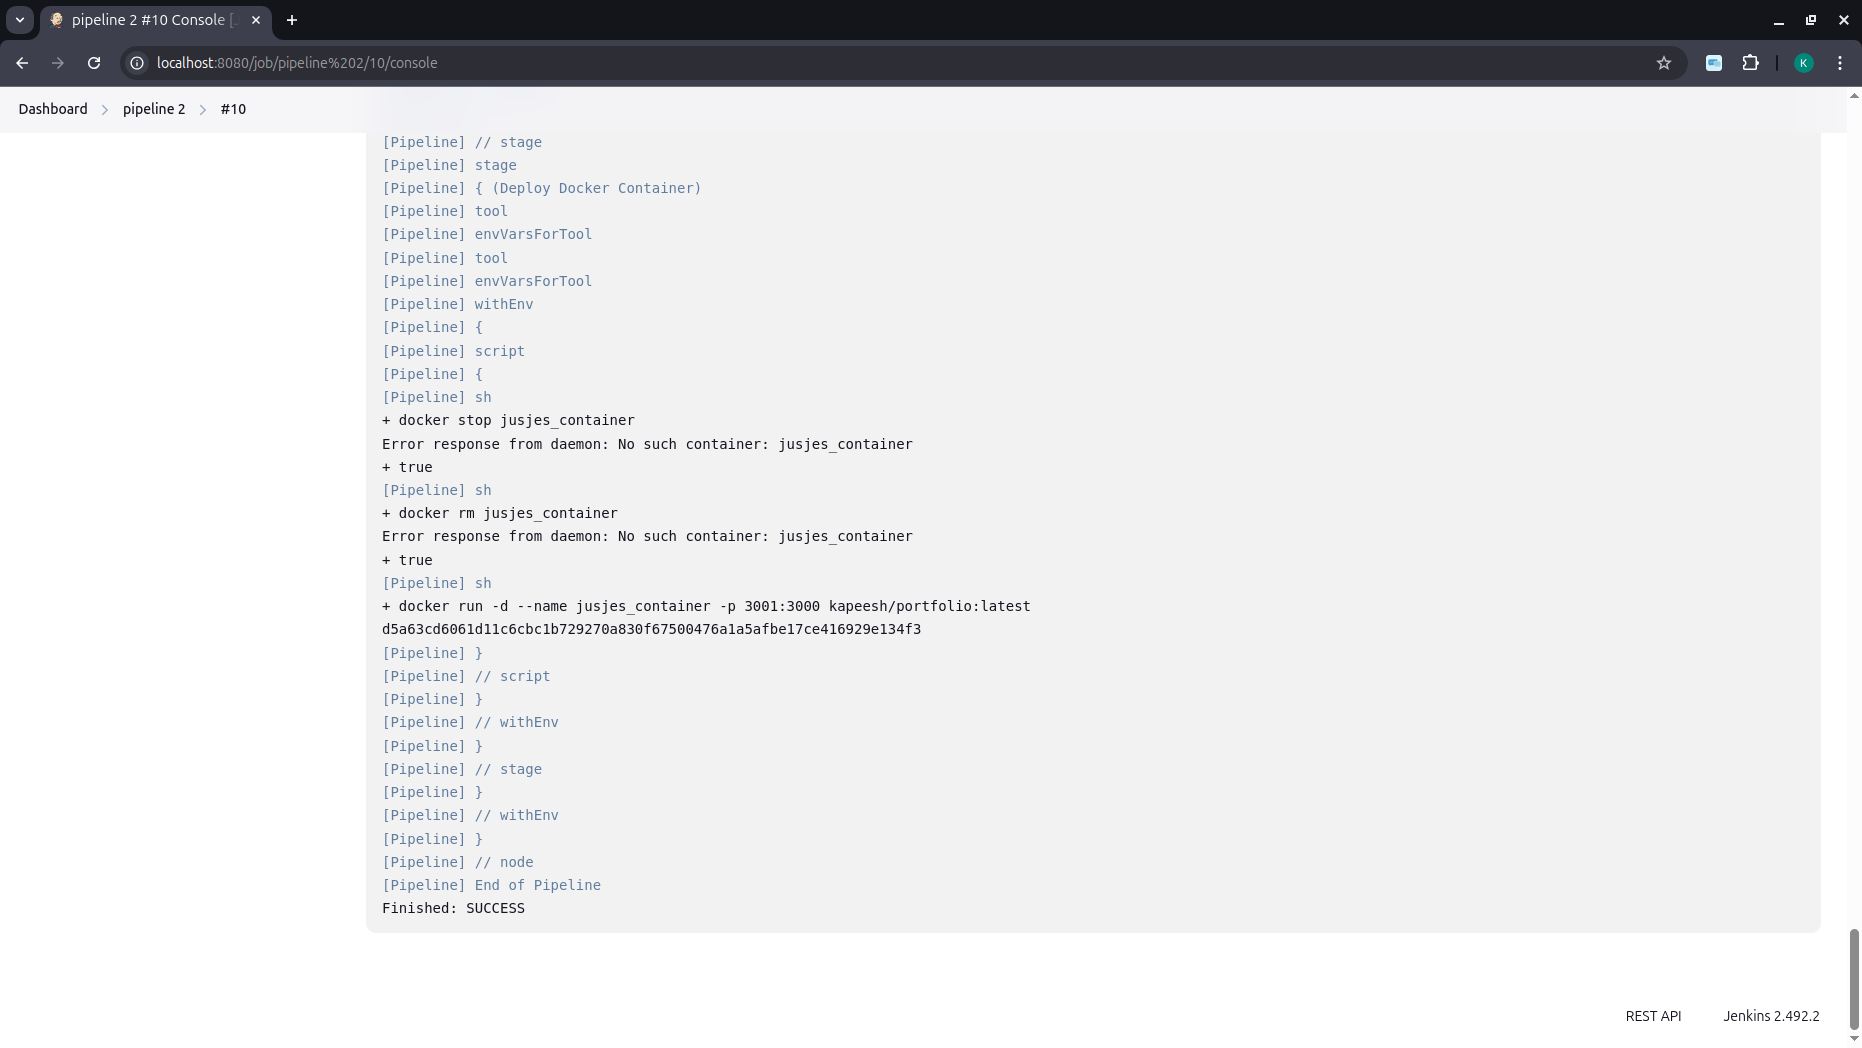 pipeline 2 #10 Console [
localhost:8080/job/pipeline%202/10/console
K
Dashboard
pipeline 2
#10
[Pipeline] // stage
[Pipeline] stage
[Pipeline] { (Deploy Docker Container)
[Pipeline] tool
[Pipeline] envVarsForTool
[Pipeline] tool
[Pipeline] envVarsForTool
[Pipeline] withEnv
[Pipeline] {
[Pipeline] script
[Pipeline] {
[Pipeline] sh
+ docker stop jusjes_container
Error response from daemon: No such container: jusjes_container
+ true
[Pipeline] sh
+ docker rm jusjes_container
Error response from daemon: No such container: jusjes_container
+ true
[Pipeline] sh
+ docker run -d --name jusjes_container -p 3001:3000 kapeesh/portfolio:latest
d5a63cd6061d11c6cbc1b729270a830f67500476a1a5afbe17ce416929e134f3
[Pipeline] }
[Pipeline] // script
[Pipeline] }
[Pipeline] // withEnv
[Pipeline] }
[Pipeline] // stage
[Pipeline] }
[Pipeline] // withEnv
[Pipeline] }
[Pipeline] // node
[Pipeline] End of Pipeline
Finished: SUCCESS
REST API
Jenkins 2.492.2